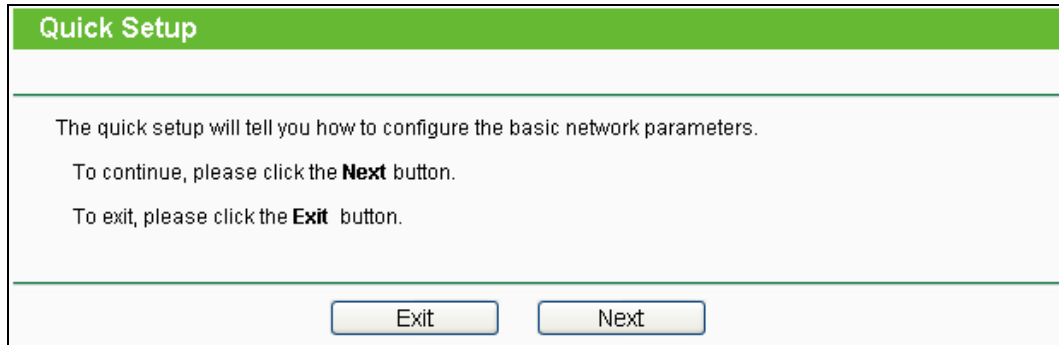 Quick Setup
The quick setup will tell you how to configure the basic network parameters.
To continue, please click the Next button.
To exit, please click the Exit button.
Exit
Next